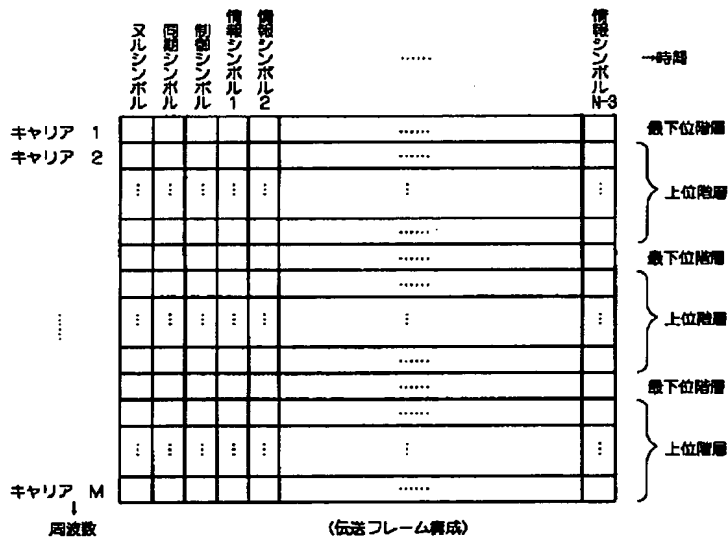 ヌルシンボル
同期シンボル
制御シンボル
情報シンボル1
情報シンボル2
……
情報シンボルN-3
→時間
キャリア 1
……
最下位階層
キャリア 2
……
⋮ ⋮ ⋮ ⋮ ⋮ ⋮ ⋮
上位階層
……
……
最下位階層
……
⋮ ⋮ ⋮ ⋮ ⋮ ⋮ ⋮ ⋮
上位階層
……
……
最下位階層
……
⋮ ⋮ ⋮ ⋮ ⋮ ⋮ ⋮
上位階層
キャリア M
……
↓
周波数
(伝送フレーム構成)